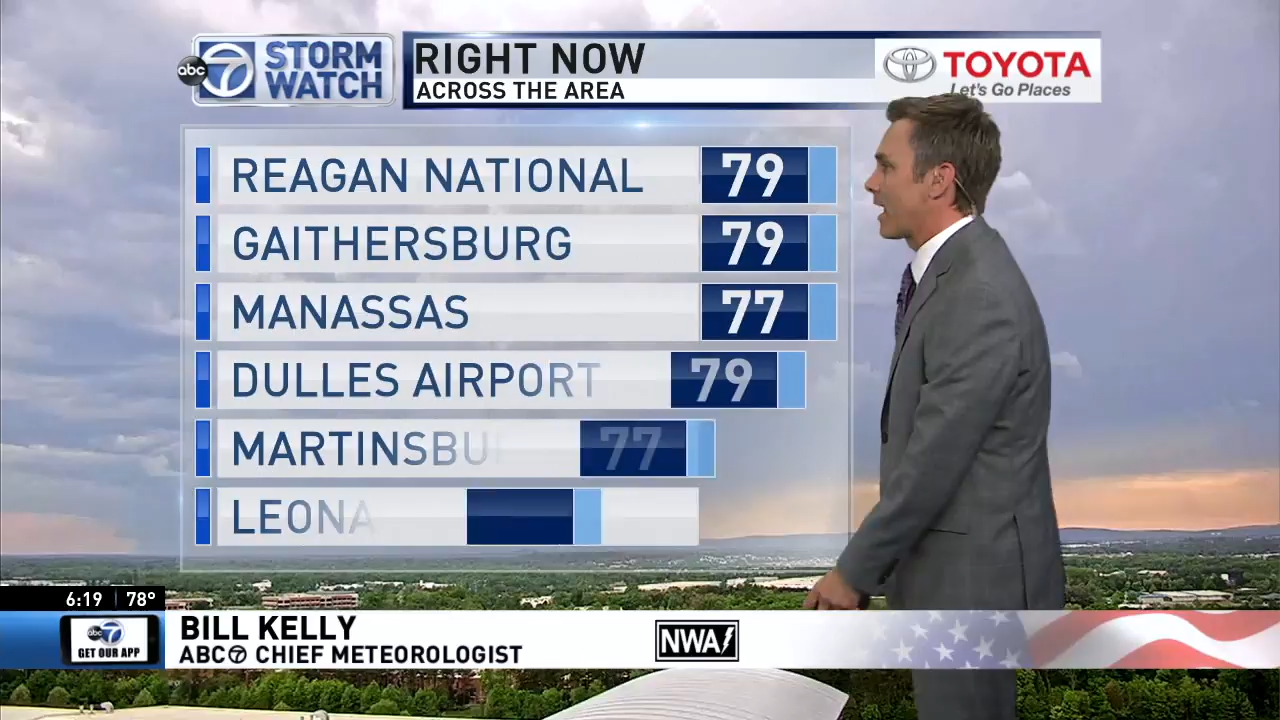 abc 7 STORM WATCH
RIGHT NOW
ACROSS THE AREA
TOYOTA
Let's Go Places
REAGAN NATIONAL 79
GAITHERSBURG 79
MANASSAS 77
DULLES AIRPORT 79
MARTINSBU 77
LEONA
6:19 78°
abc 7
GET OUR APP
BILL KELLY
ABC7 CHIEF METEOROLOGIST
NWA